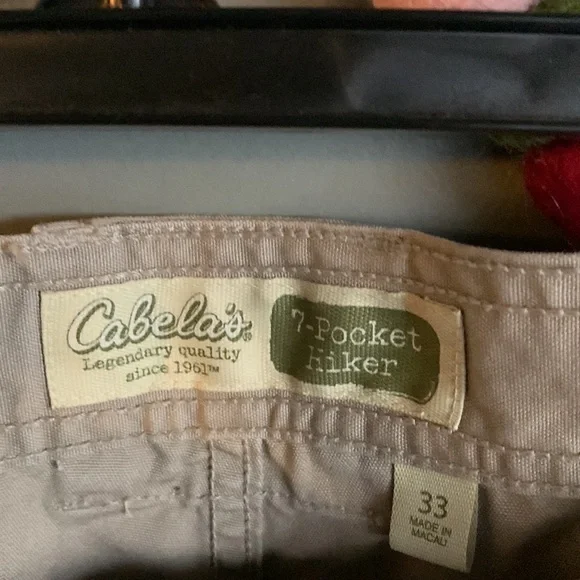 Cabela's®
Legendary quality
since 1961™
7-Pocket
Hiker
33
MADE IN
MACAU